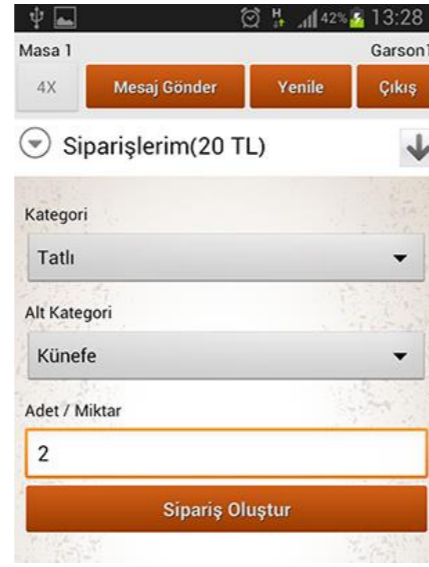 42% 13:28
Masa 1 Garson1
4X Mesaj Gönder Yenile Çıkış
Siparişlerim(20 TL)
Kategori
Tatlı
Alt Kategori
Künefe
Adet / Miktar
2
Sipariş Oluştur